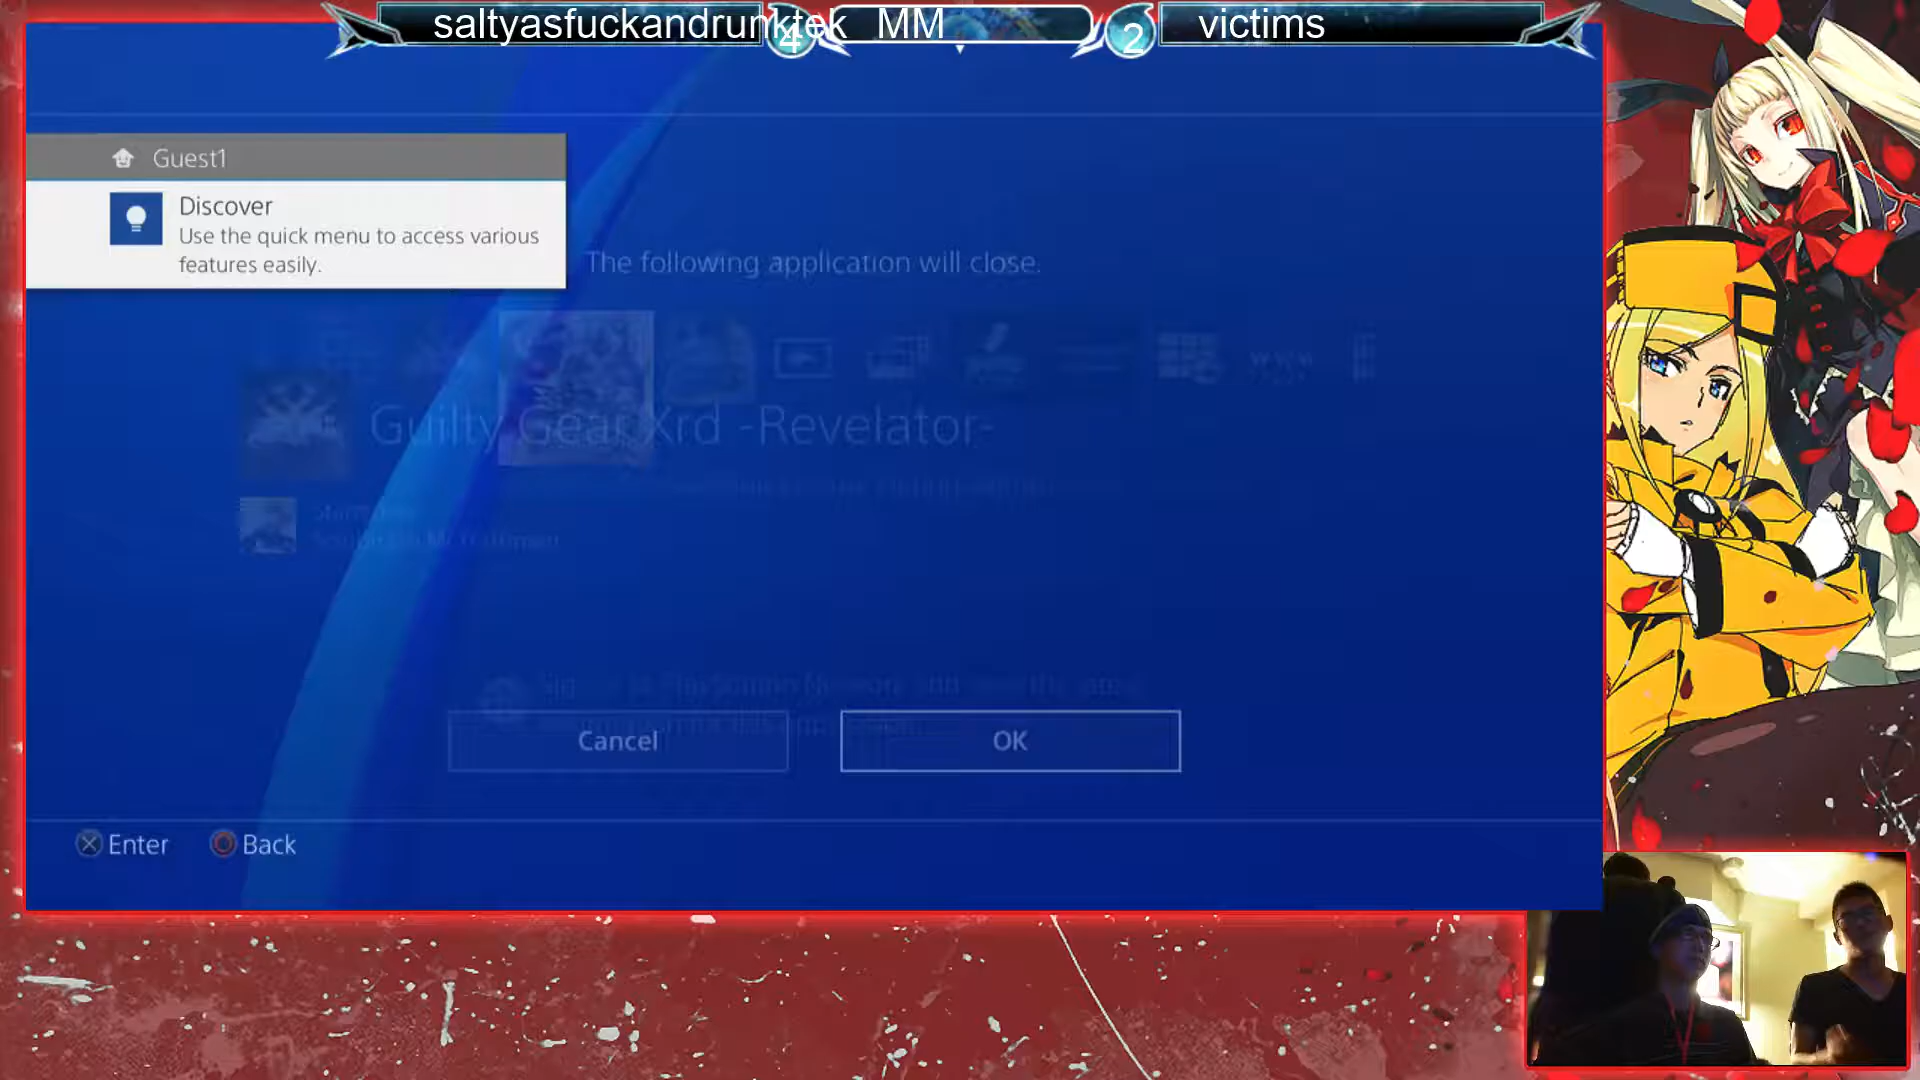 saltyasfuckandrunktek MM victims
4 2
Guest1
Discover
Use the quick menu to access various
features easily.
The following application will close.
Guilty Gear Xrd -Revelator-
www
Cancel
OK
Enter
Back